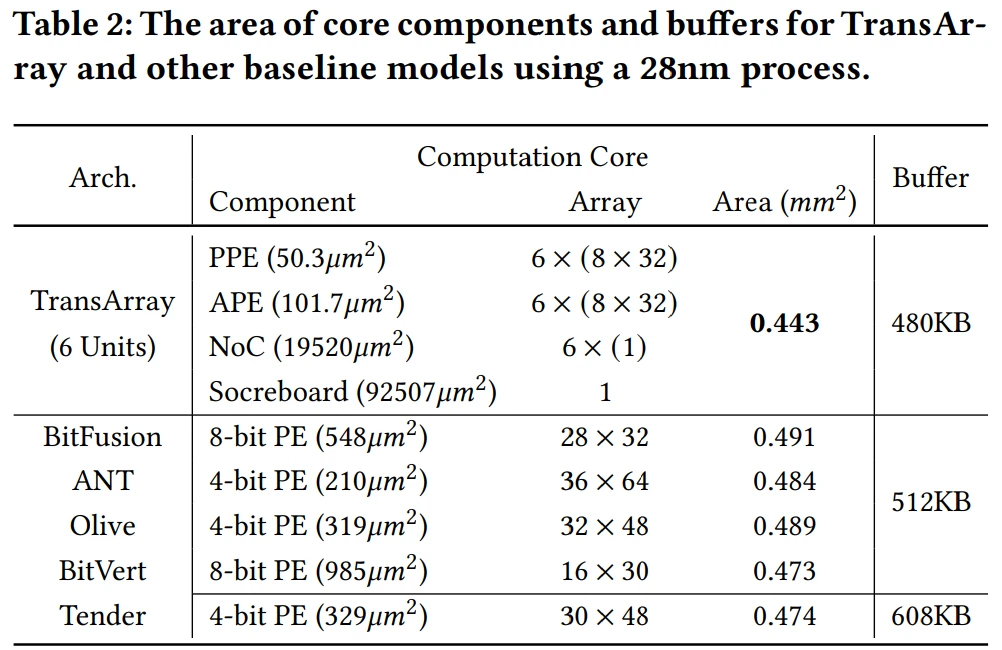 Table 2: The area of core components and buffers for TransAr-
ray and other baseline models using a 28nm process.
Arch. Computation Core Buffer
Component Array Area (mm²)
TransArray (6 Units) PPE (50.3μm²) 6 × (8 × 32) 0.443 480KB
APE (101.7μm²) 6 × (8 × 32)
NoC (19520μm²) 6 × (1)
Socreboard (92507μm²) 1
BitFusion 8-bit PE (548μm²) 28 × 32 0.491 512KB
ANT 4-bit PE (210μm²) 36 × 64 0.484
Olive 4-bit PE (319μm²) 32 × 48 0.489
BitVert 8-bit PE (985μm²) 16 × 30 0.473
Tender 4-bit PE (329μm²) 30 × 48 0.474 608KB